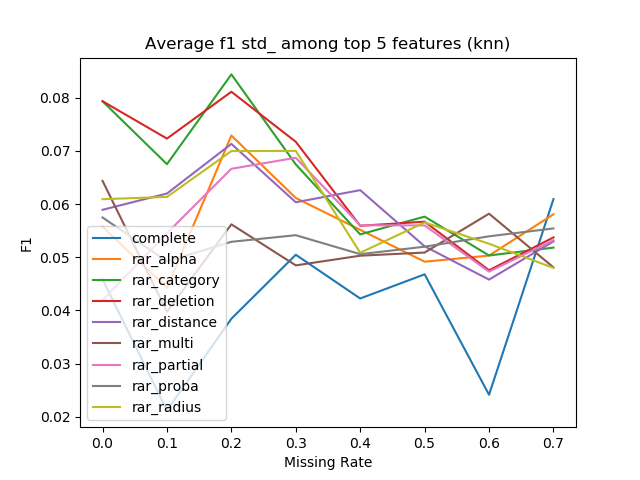 Average f1 std_ among top 5 features (knn)
F1
0.08
0.07
0.06
0.05
0.04
0.03
0.02
complete
rar_alpha
rar_category
rar_deletion
rar_distance
rar_multi
rar_partial
rar_proba
rar_radius
0.0 0.1 0.2 0.3 0.4 0.5 0.6 0.7
Missing Rate